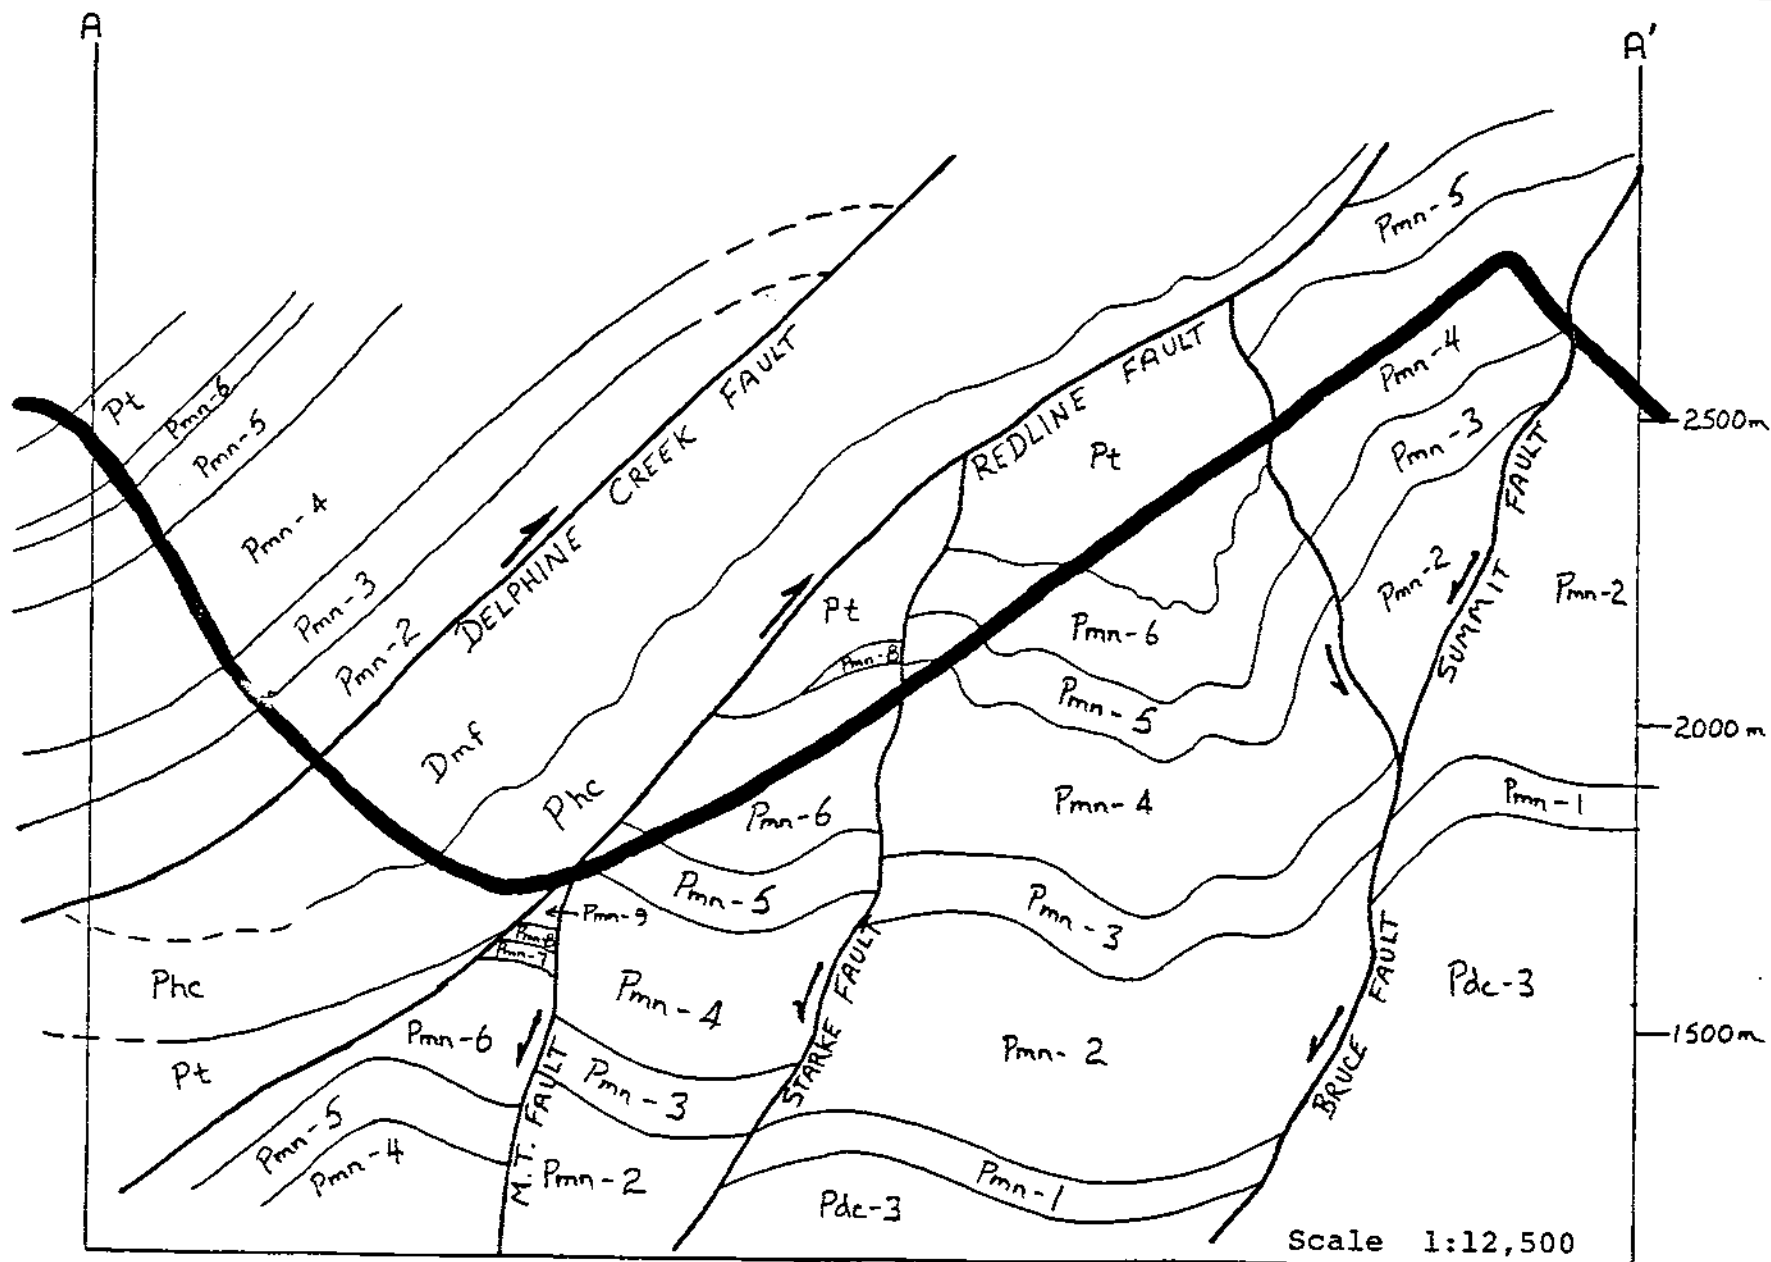 A
A'
Pmn-5
Pt
Pmn-6
Pmn-5
Pmn-4
Pmn-3
Pmn-2
DELPHINE CREEK FAULT
REDLINE FAULT
Pt
Pmn-4
Pmn-3
Pmn-2
SUMMIT FAULT
Pmn-2
2500m
Pt
Pmn-8
Pmn-6
Pmn-5
Dmf
Phc
Pmn-6
Pmn-4
2000m
Pmn-1
Pmn-5
Pmn-3
Pmn-9
Pmn-8
Pmn-7
Phc
Pmn-4
STARKE FAULT
Pmn-2
BRUCE FAULT
Pdc-3
1500m
Pmn-6
Pt
M.T. FAULT
Pmn-3
Pmn-5
Pmn-4
Pmn-2
Pdc-3
Pmn-1
Scale 1:12,500